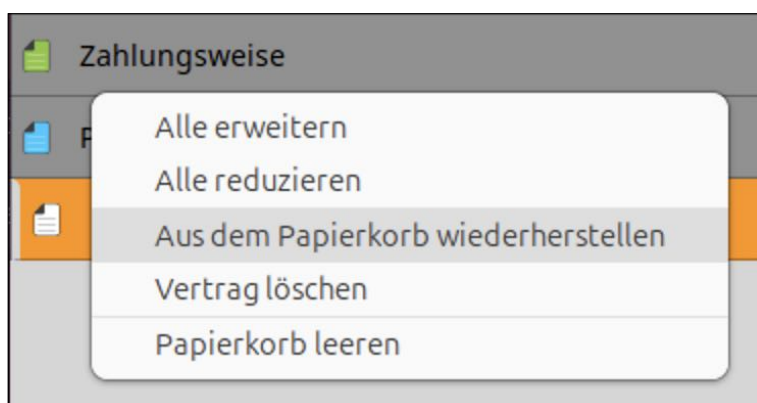 Zahlungsweise
P
Alle erweitern
Alle reduzieren
Aus dem Papierkorb wiederherstellen
Vertrag löschen
Papierkorb leeren